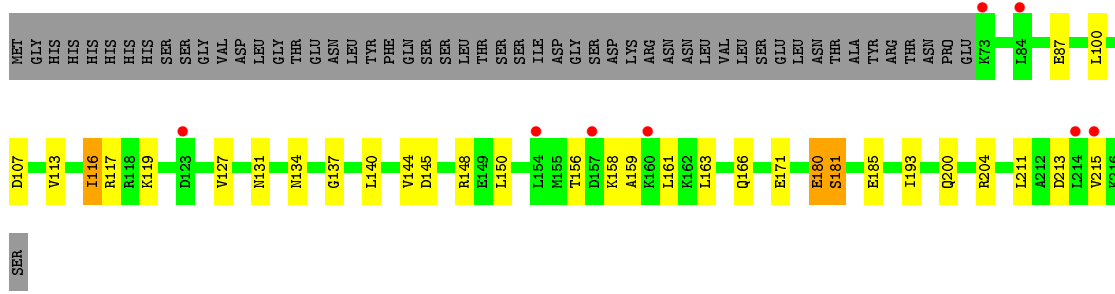 MET GLY HIS HIS HIS HIS HIS HIS SER SER GLY VAL ASP LEU GLY THR GLU ASN LEU TYR PHE GLN SER SER LEU THR SER SER ILE ASP GLY SER ASP LYS ARG ASN ASN LEU VAL LEU SER GLU LEU ASN THR ALA TYR ARG THR ASN PRO GLU K73 L84 E87 L100
D107 V113 I116 R117 R118 K119 D123 V127 N131 N134 G137 L140 V144 D145 R148 E149 L150 L154 M155 T156 D157 K158 A159 K160 L161 K162 L163 Q166 E171 E180 S181 E185 I193 Q200 R204 L211 A212 D213 L214 V215 K216
SER